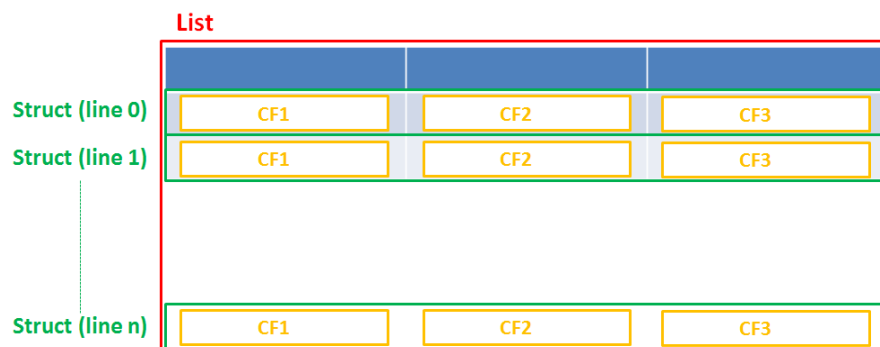 List
Struct (line 0) CF1 CF2 CF3
Struct (line 1) CF1 CF2 CF3
Struct (line n) CF1 CF2 CF3